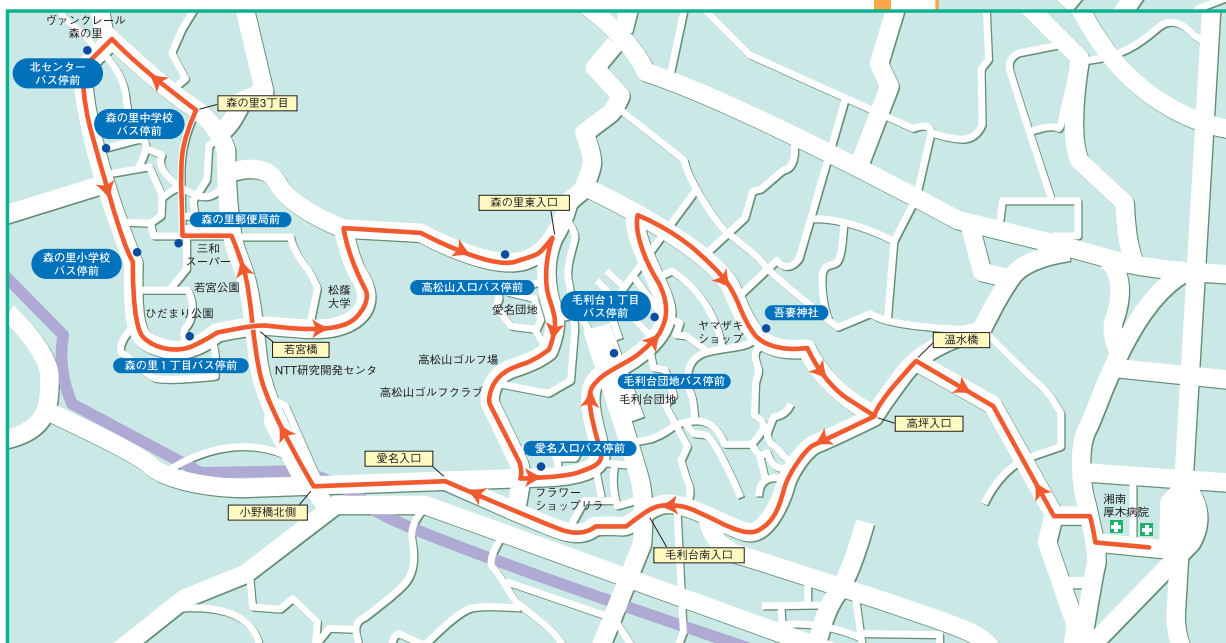 ヴァンクレール
森の里
北センター
バス停前
森の里3丁目
森の里中学校
バス停前
森の里東入口
森の里郵便局前
三和
スーパー
森の里小学校
バス停前
若宮公園
松蔭
大学
高松山入口バス停前
愛名団地
毛利台1丁目
バス停前
ひだまり公園
吾妻神社
ヤマザキ
ショップ
温水橋
若宮橋
森の里1丁目バス停前
NTT研究開発センタ
高松山ゴルフ場
高松山ゴルフクラブ
毛利台団地バス停前
毛利台団地
高坪入口
愛名入口バス停前
愛名入口
フラワー
ショップリラ
小野橋北側
湘南
厚木病院
毛利台南入口